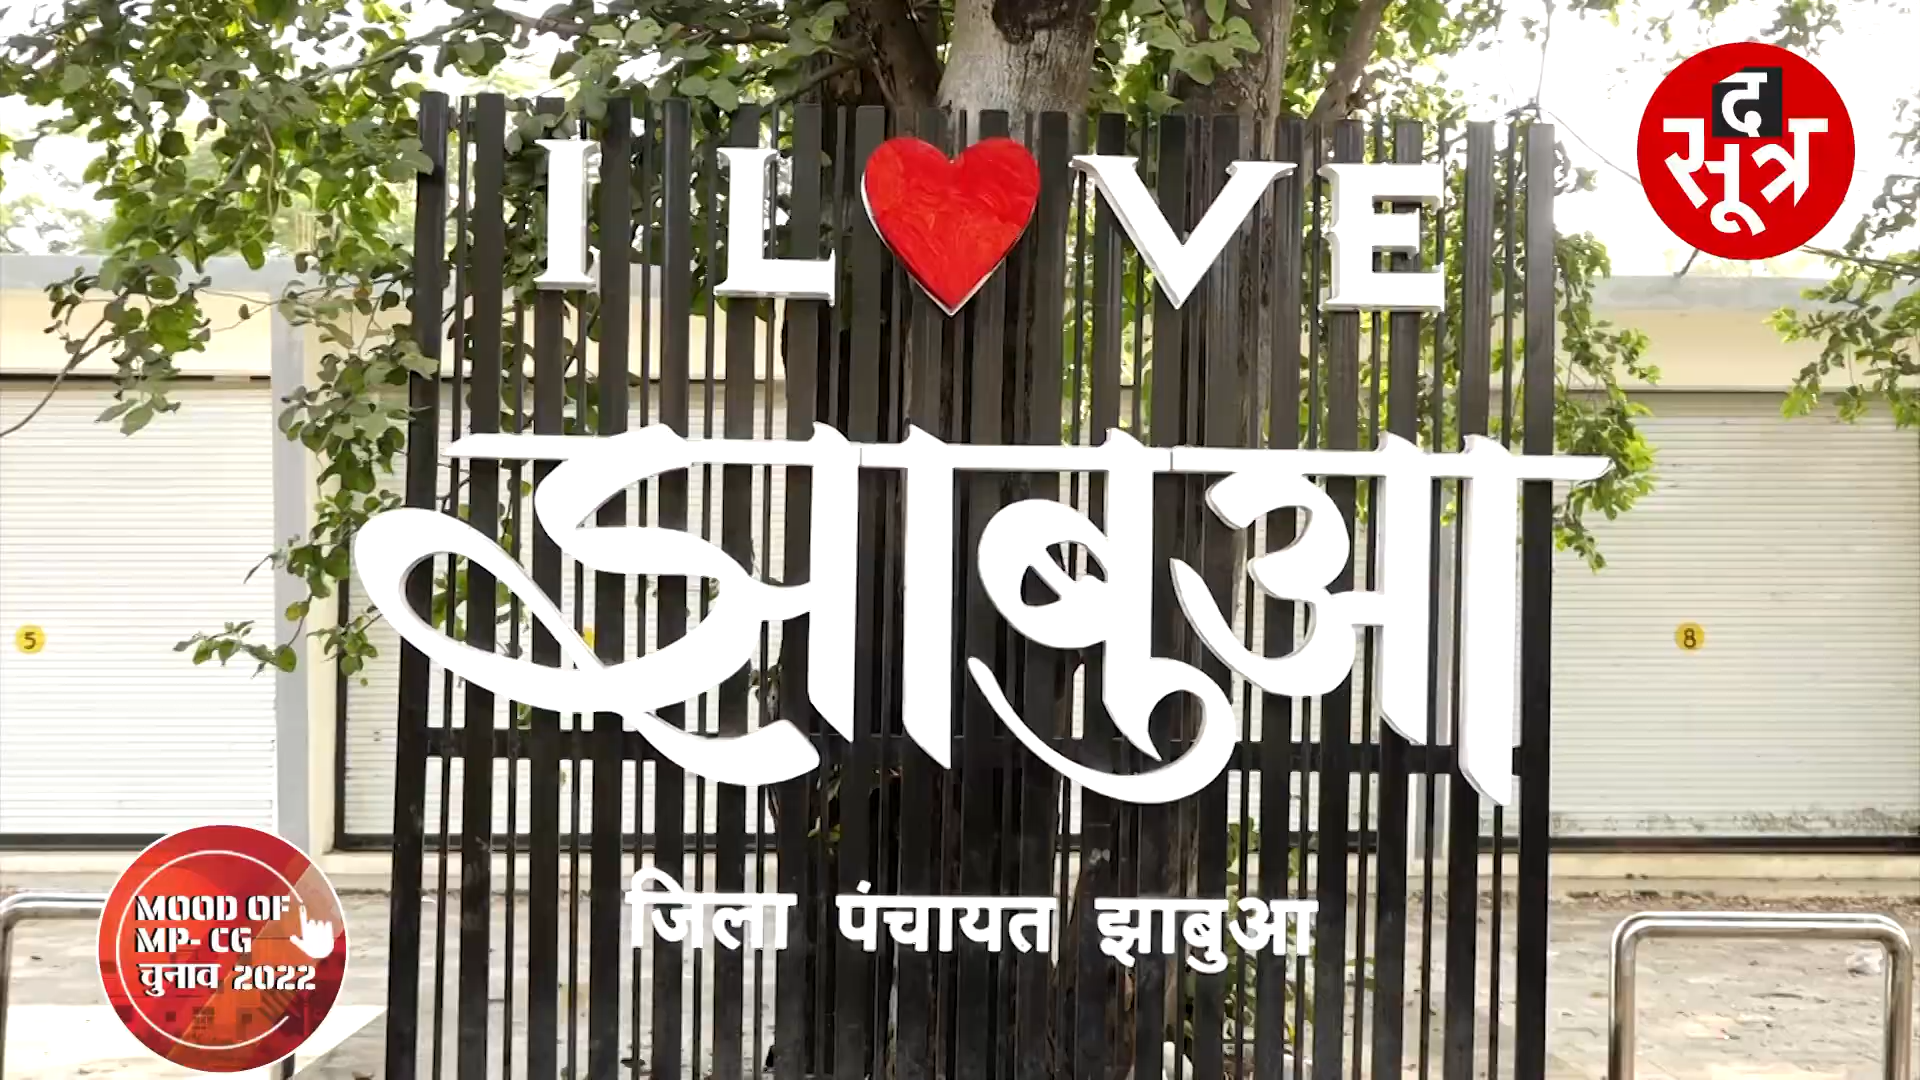 द
सूत्र
I L VE
झाबुआ
5
8
जिला पंचायत झाबुआ
MOOD OF
MP- CG
चुनाव 2022